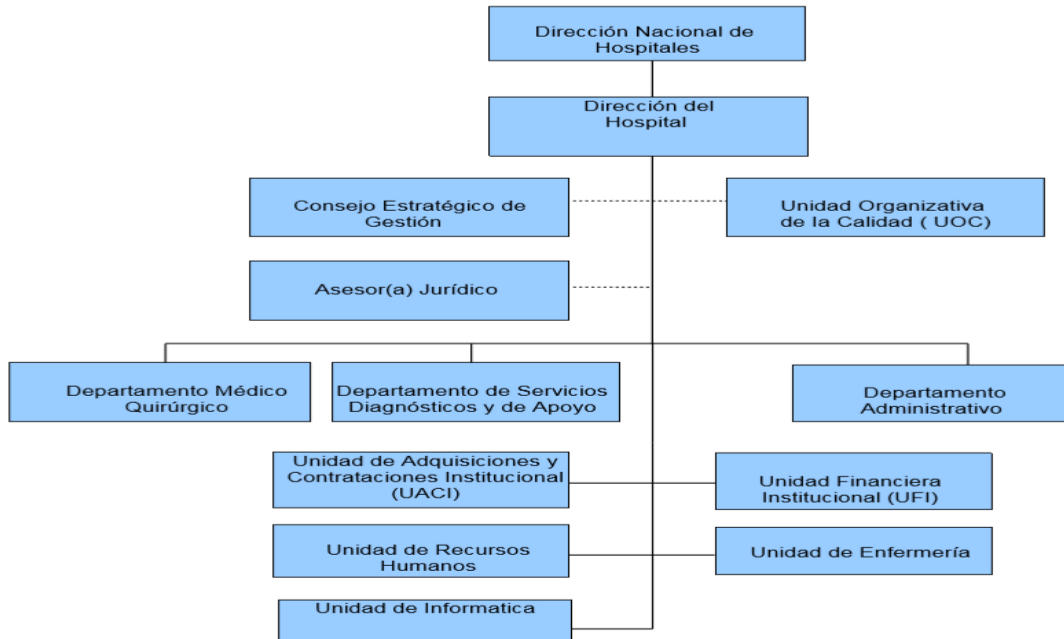 Dirección Nacional de
Hospitales
Dirección del
Hospital
Consejo Estratégico de
Gestión
Unidad Organizativa
de la Calidad ( UOC)
Asesor(a) Jurídico
Departamento Médico
Quirúrgico
Departamento de Servicios
Diagnósticos y de Apoyo
Departamento
Administrativo
Unidad de Adquisiciones y
Contrataciones Institucional
(UACI)
Unidad Financiera
Institucional (UFI)
Unidad de Recursos
Humanos
Unidad de Enfermería
Unidad de Informatica